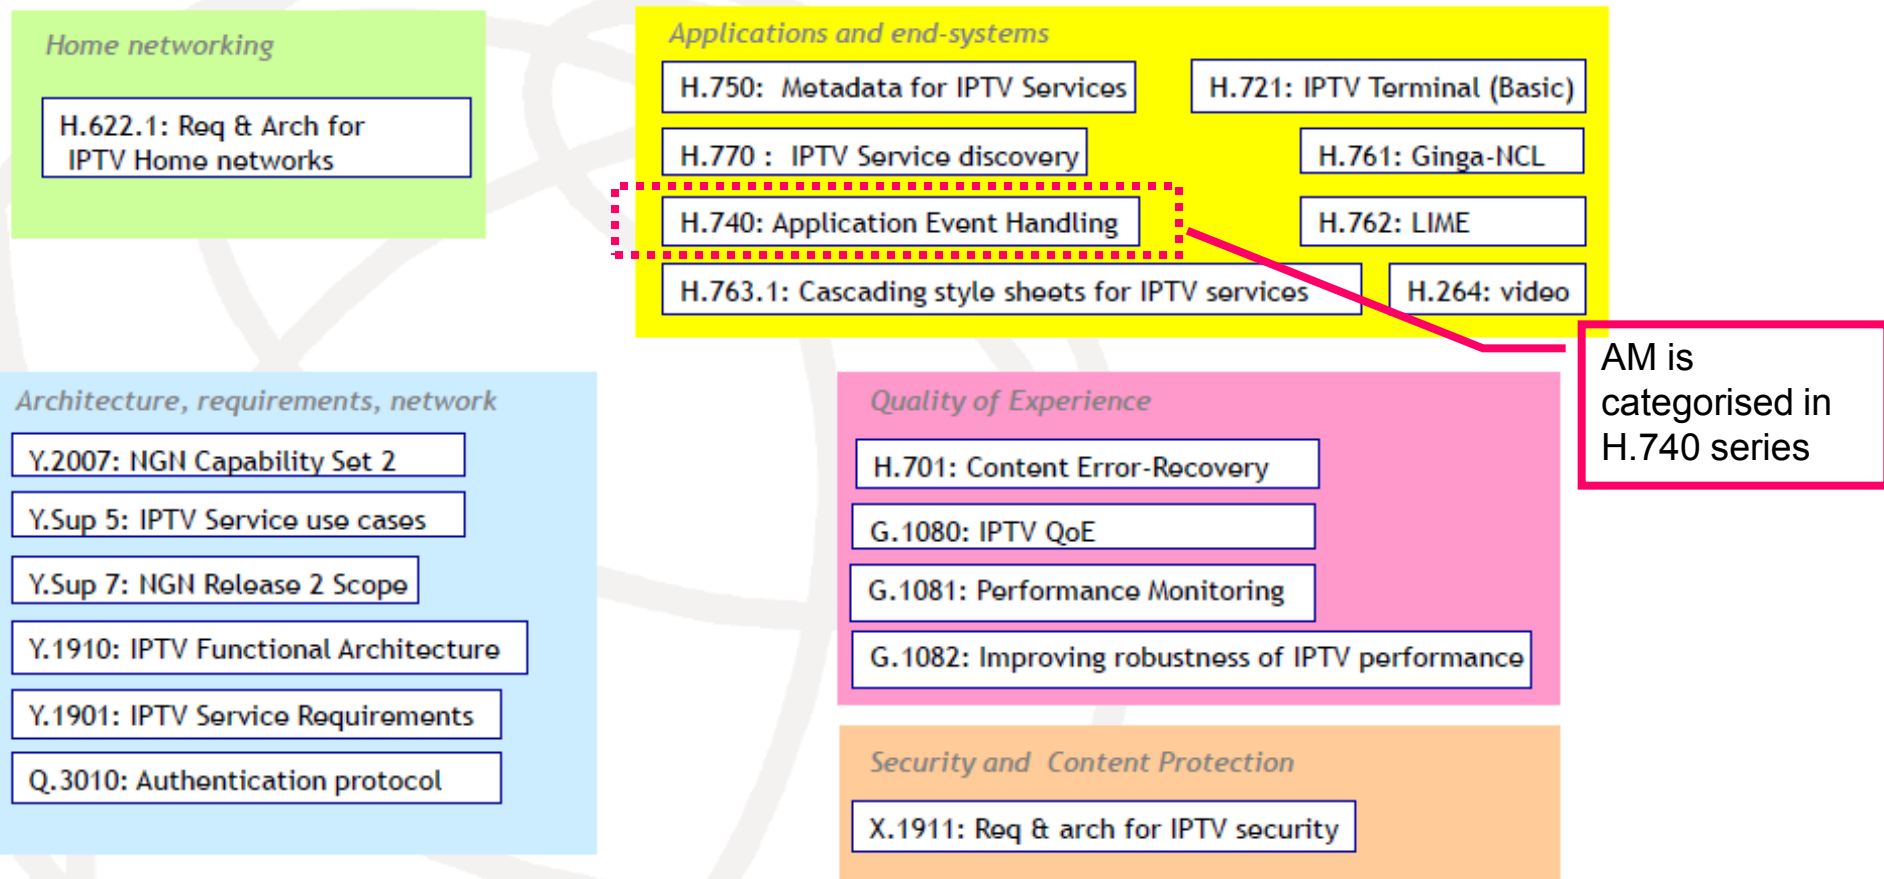 Home networking
H.622.1: Req & Arch for
IPTV Home networks
Applications and end-systems
H.750: Metadata for IPTV Services
H.721: IPTV Terminal (Basic)
H.770 : IPTV Service discovery
H.761: Ginga-NCL
H.740: Application Event Handling
H.762: LIME
H.763.1: Cascading style sheets for IPTV services
H.264: video
AM is
categorised in
H.740 series
Architecture, requirements, network
Y.2007: NGN Capability Set 2
Y.Sup 5: IPTV Service use cases
Y.Sup 7: NGN Release 2 Scope
Y.1910: IPTV Functional Architecture
Y.1901: IPTV Service Requirements
Q.3010: Authentication protocol
Quality of Experience
H.701: Content Error-Recovery
G.1080: IPTV QoE
G.1081: Performance Monitoring
G.1082: Improving robustness of IPTV performance
Security and Content Protection
X.1911: Req & arch for IPTV security